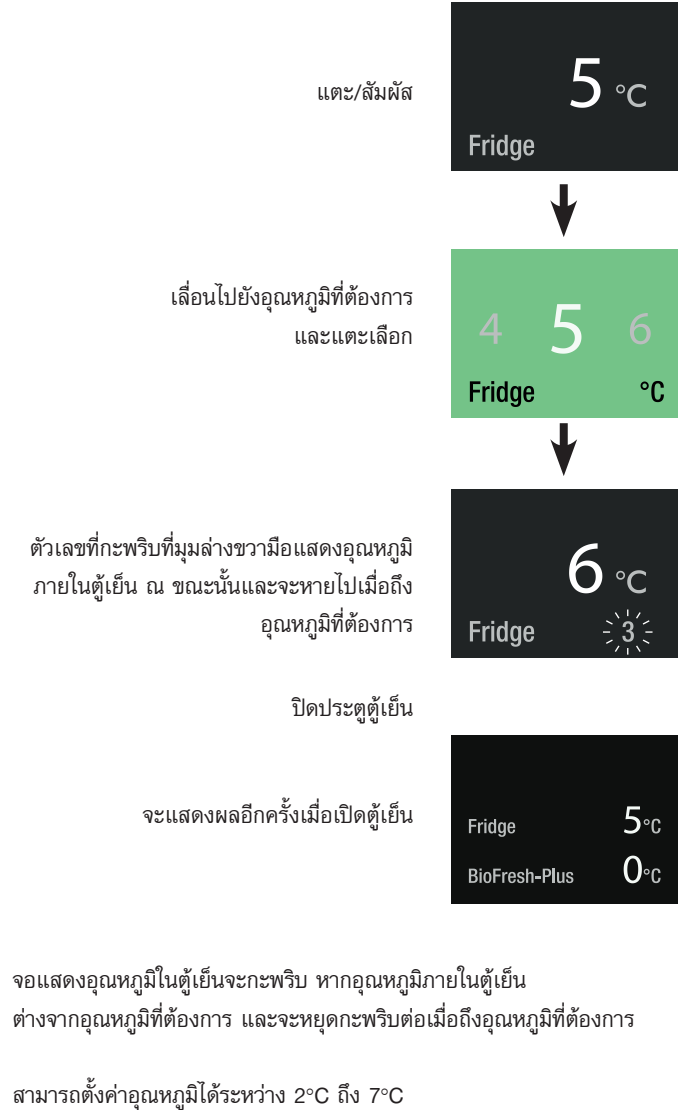 แตะ/สัมผัส
5 °C
Fridge
เลื่อนไปยังอุณหภูมิที่ต้องการ
และแตะเลือก
4 5 6
Fridge °C
ตัวเลขที่กะพริบที่มุมล่างขวามือแสดงอุณหภูมิ
ภายในตู้เย็น ณ ขณะนั้นและจะหายไปเมื่อถึง
อุณหภูมิที่ต้องการ
6 °C
Fridge 3
ปิดประตูตู้เย็น
จะแสดงผลอีกครั้งเมื่อเปิดตู้เย็น
Fridge 5°C
BioFresh-Plus 0°C
จอแสดงอุณหภูมิในตู้เย็นจะกะพริบ หากอุณหภูมิภายในตู้เย็น
ต่างจากอุณหภูมิที่ต้องการ และจะหยุดกะพริบต่อเมื่อถึงอุณหภูมิที่ต้องการ
สามารถตั้งค่าอุณหภูมิได้ระหว่าง 2°C ถึง 7°C